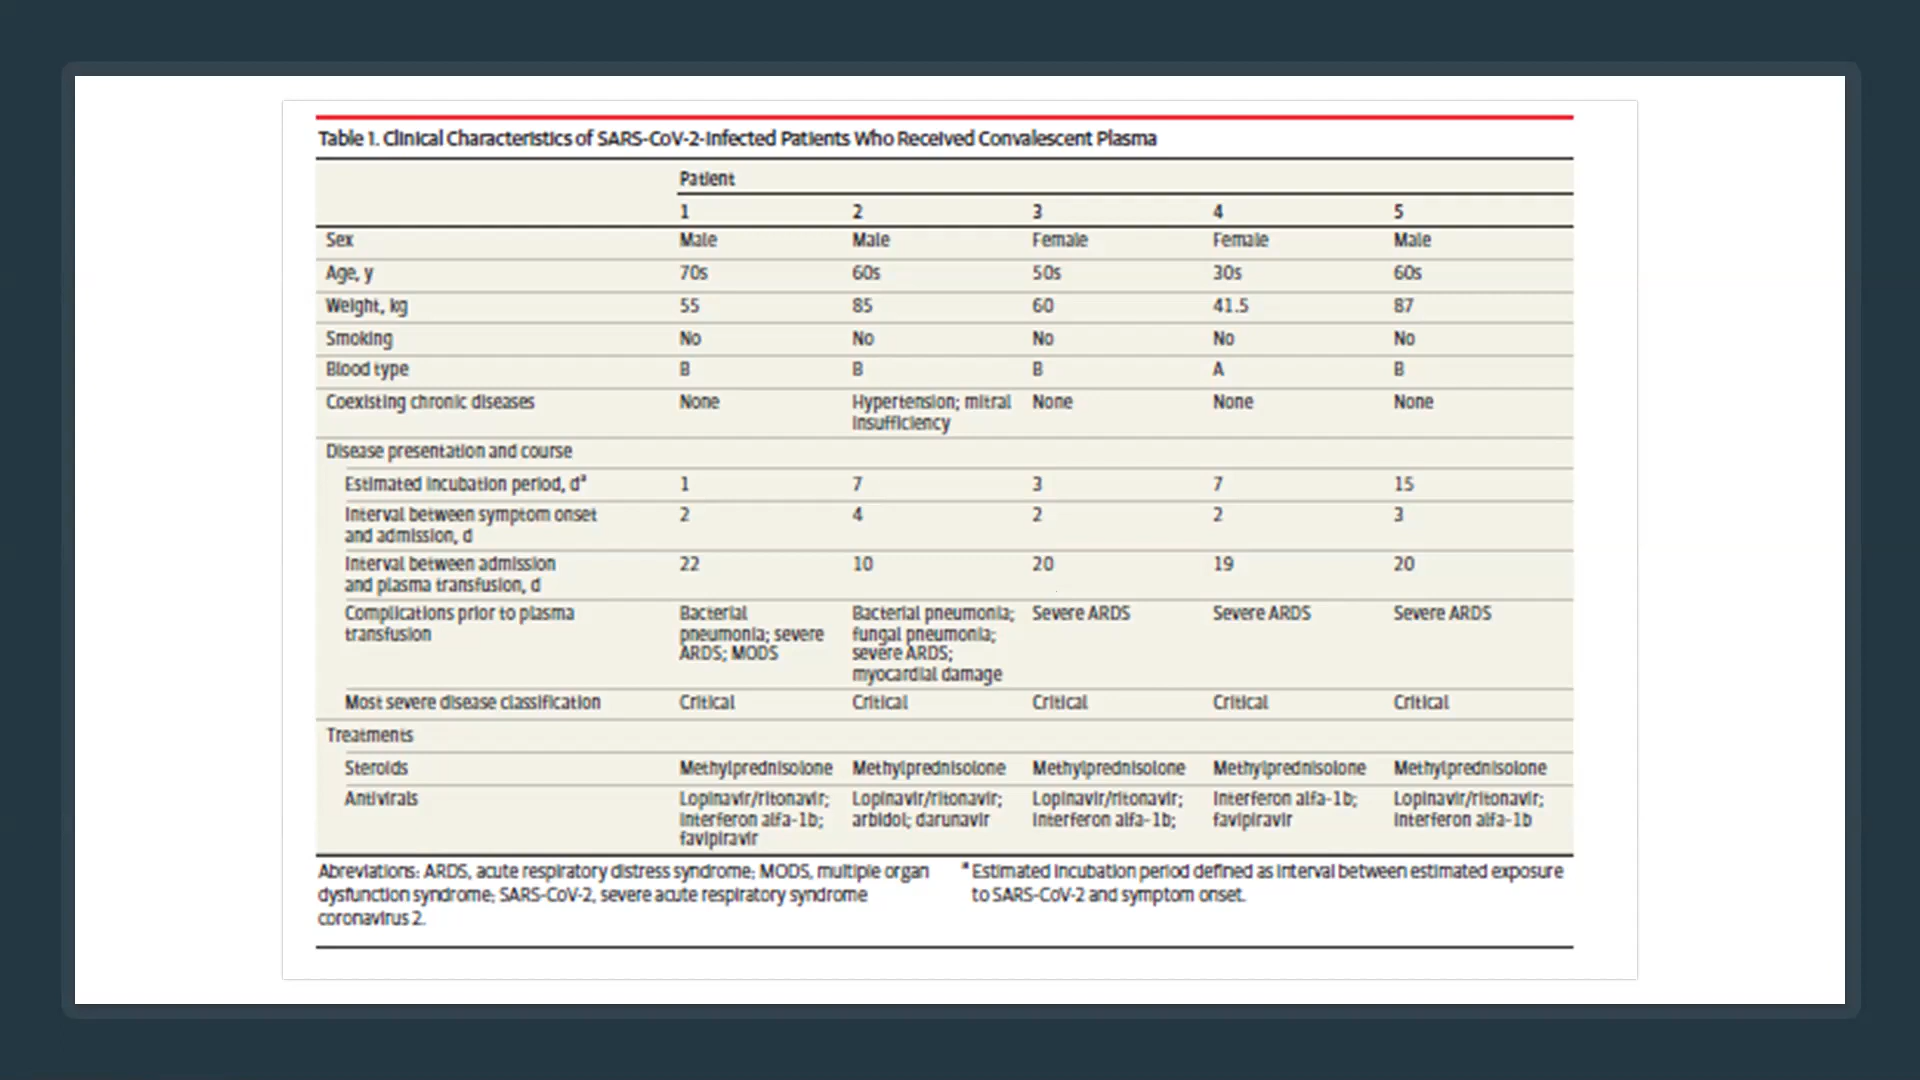 Table 1. Clinical Characteristics of SARS-CoV-2-Infected Patients Who Received Convalescent Plasma
Patient
1 2 3 4 5
Sex Male Male Female Female Male
Age, y 70s 60s 50s 30s 60s
Weight, kg 55 85 60 41.5 87
Smoking No No No No No
Blood type B B B A B
Coexisting chronic diseases None Hypertension; mitral None None None
insufficiency
Disease presentation and course
Estimated incubation period, dᵃ 1 7 3 7 15
Interval between symptom onset 2 4 2 2 3
and admission, d
Interval between admission 22 10 20 19 20
and plasma transfusion, d
Complications prior to plasma Bacterial Bacterial pneumonia; Severe ARDS Severe ARDS Severe ARDS
transfusion pneumonia; severe fungal pneumonia;
ARDS; MODS severe ARDS;
myocardial damage
Most severe disease classification Critical Critical Critical Critical Critical
Treatments
Steroids Methylprednisolone Methylprednisolone Methylprednisolone Methylprednisolone Methylprednisolone
Antivirals Lopinavir/ritonavir; Lopinavir/ritonavir; Lopinavir/ritonavir; Interferon alfa-1b; Lopinavir/ritonavir;
interferon alfa-1b; arbidol; darunavir interferon alfa-1b; favipiravir interferon alfa-1b
favipiravir
Abreviations: ARDS, acute respiratory distress syndrome; MODS, multiple organ
dysfunction syndrome; SARS-CoV-2, severe acute respiratory syndrome
coronavirus 2.
ᵃ Estimated incubation period defined as interval between estimated exposure
to SARS-CoV-2 and symptom onset.